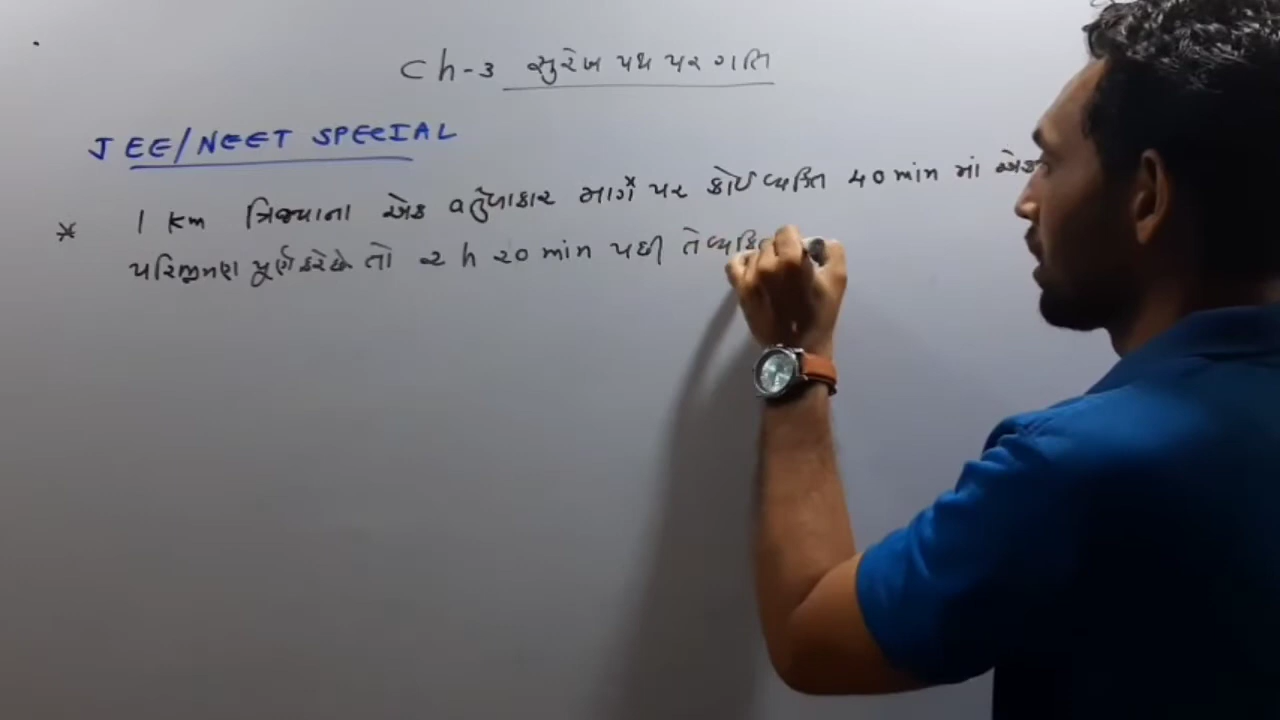 Ch-3 સુરેખ પથ પર ગતિ
JEE/NEET SPECIAL
* 1 Km ત્રિજ્યાના એક વર્તુળાકાર માર્ગ પર કોઈ વ્યક્તિ 40 min માં એક
પરિભ્રમણ પૂર્ણ કરે છે તો 2 h 20 min પછી તે વ્યક્તિ